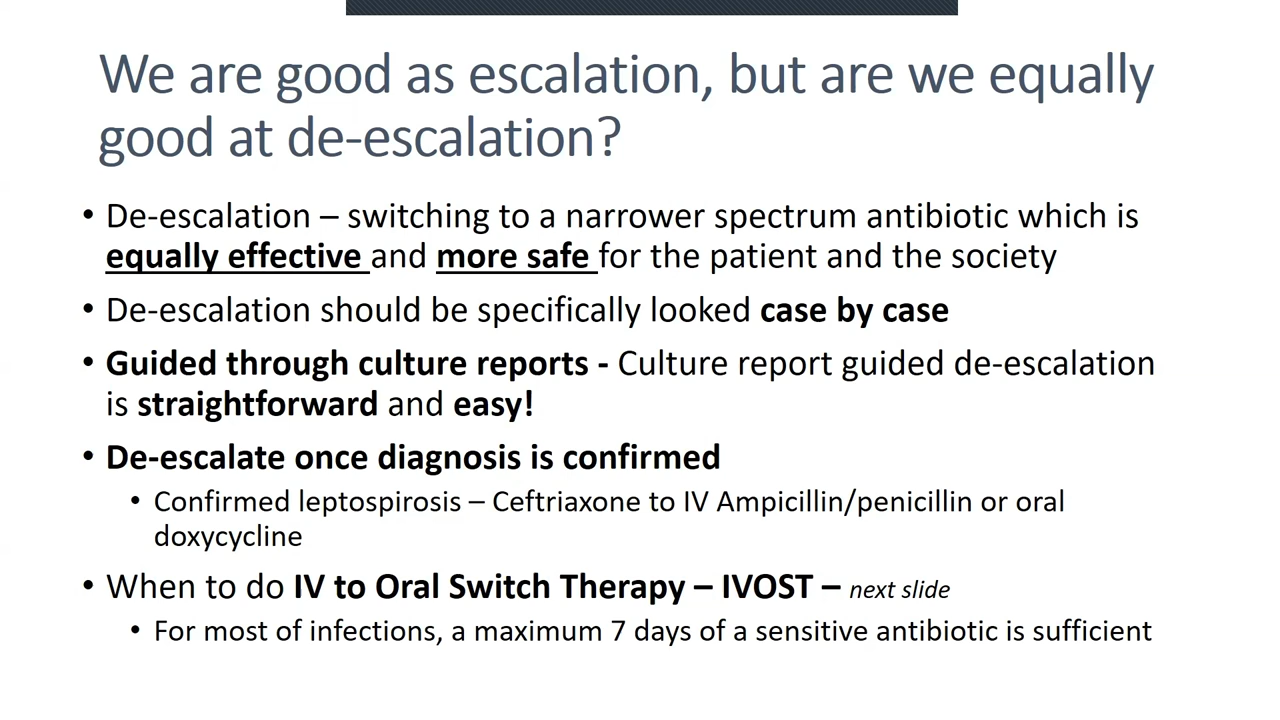 We are good as escalation, but are we equally
good at de-escalation?
• De-escalation – switching to a narrower spectrum antibiotic which is
equally effective and more safe for the patient and the society
• De-escalation should be specifically looked case by case
• Guided through culture reports - Culture report guided de-escalation
is straightforward and easy!
• De-escalate once diagnosis is confirmed
• Confirmed leptospirosis – Ceftriaxone to IV Ampicillin/penicillin or oral
doxycycline
• When to do IV to Oral Switch Therapy – IVOST – next slide
• For most of infections, a maximum 7 days of a sensitive antibiotic is sufficient